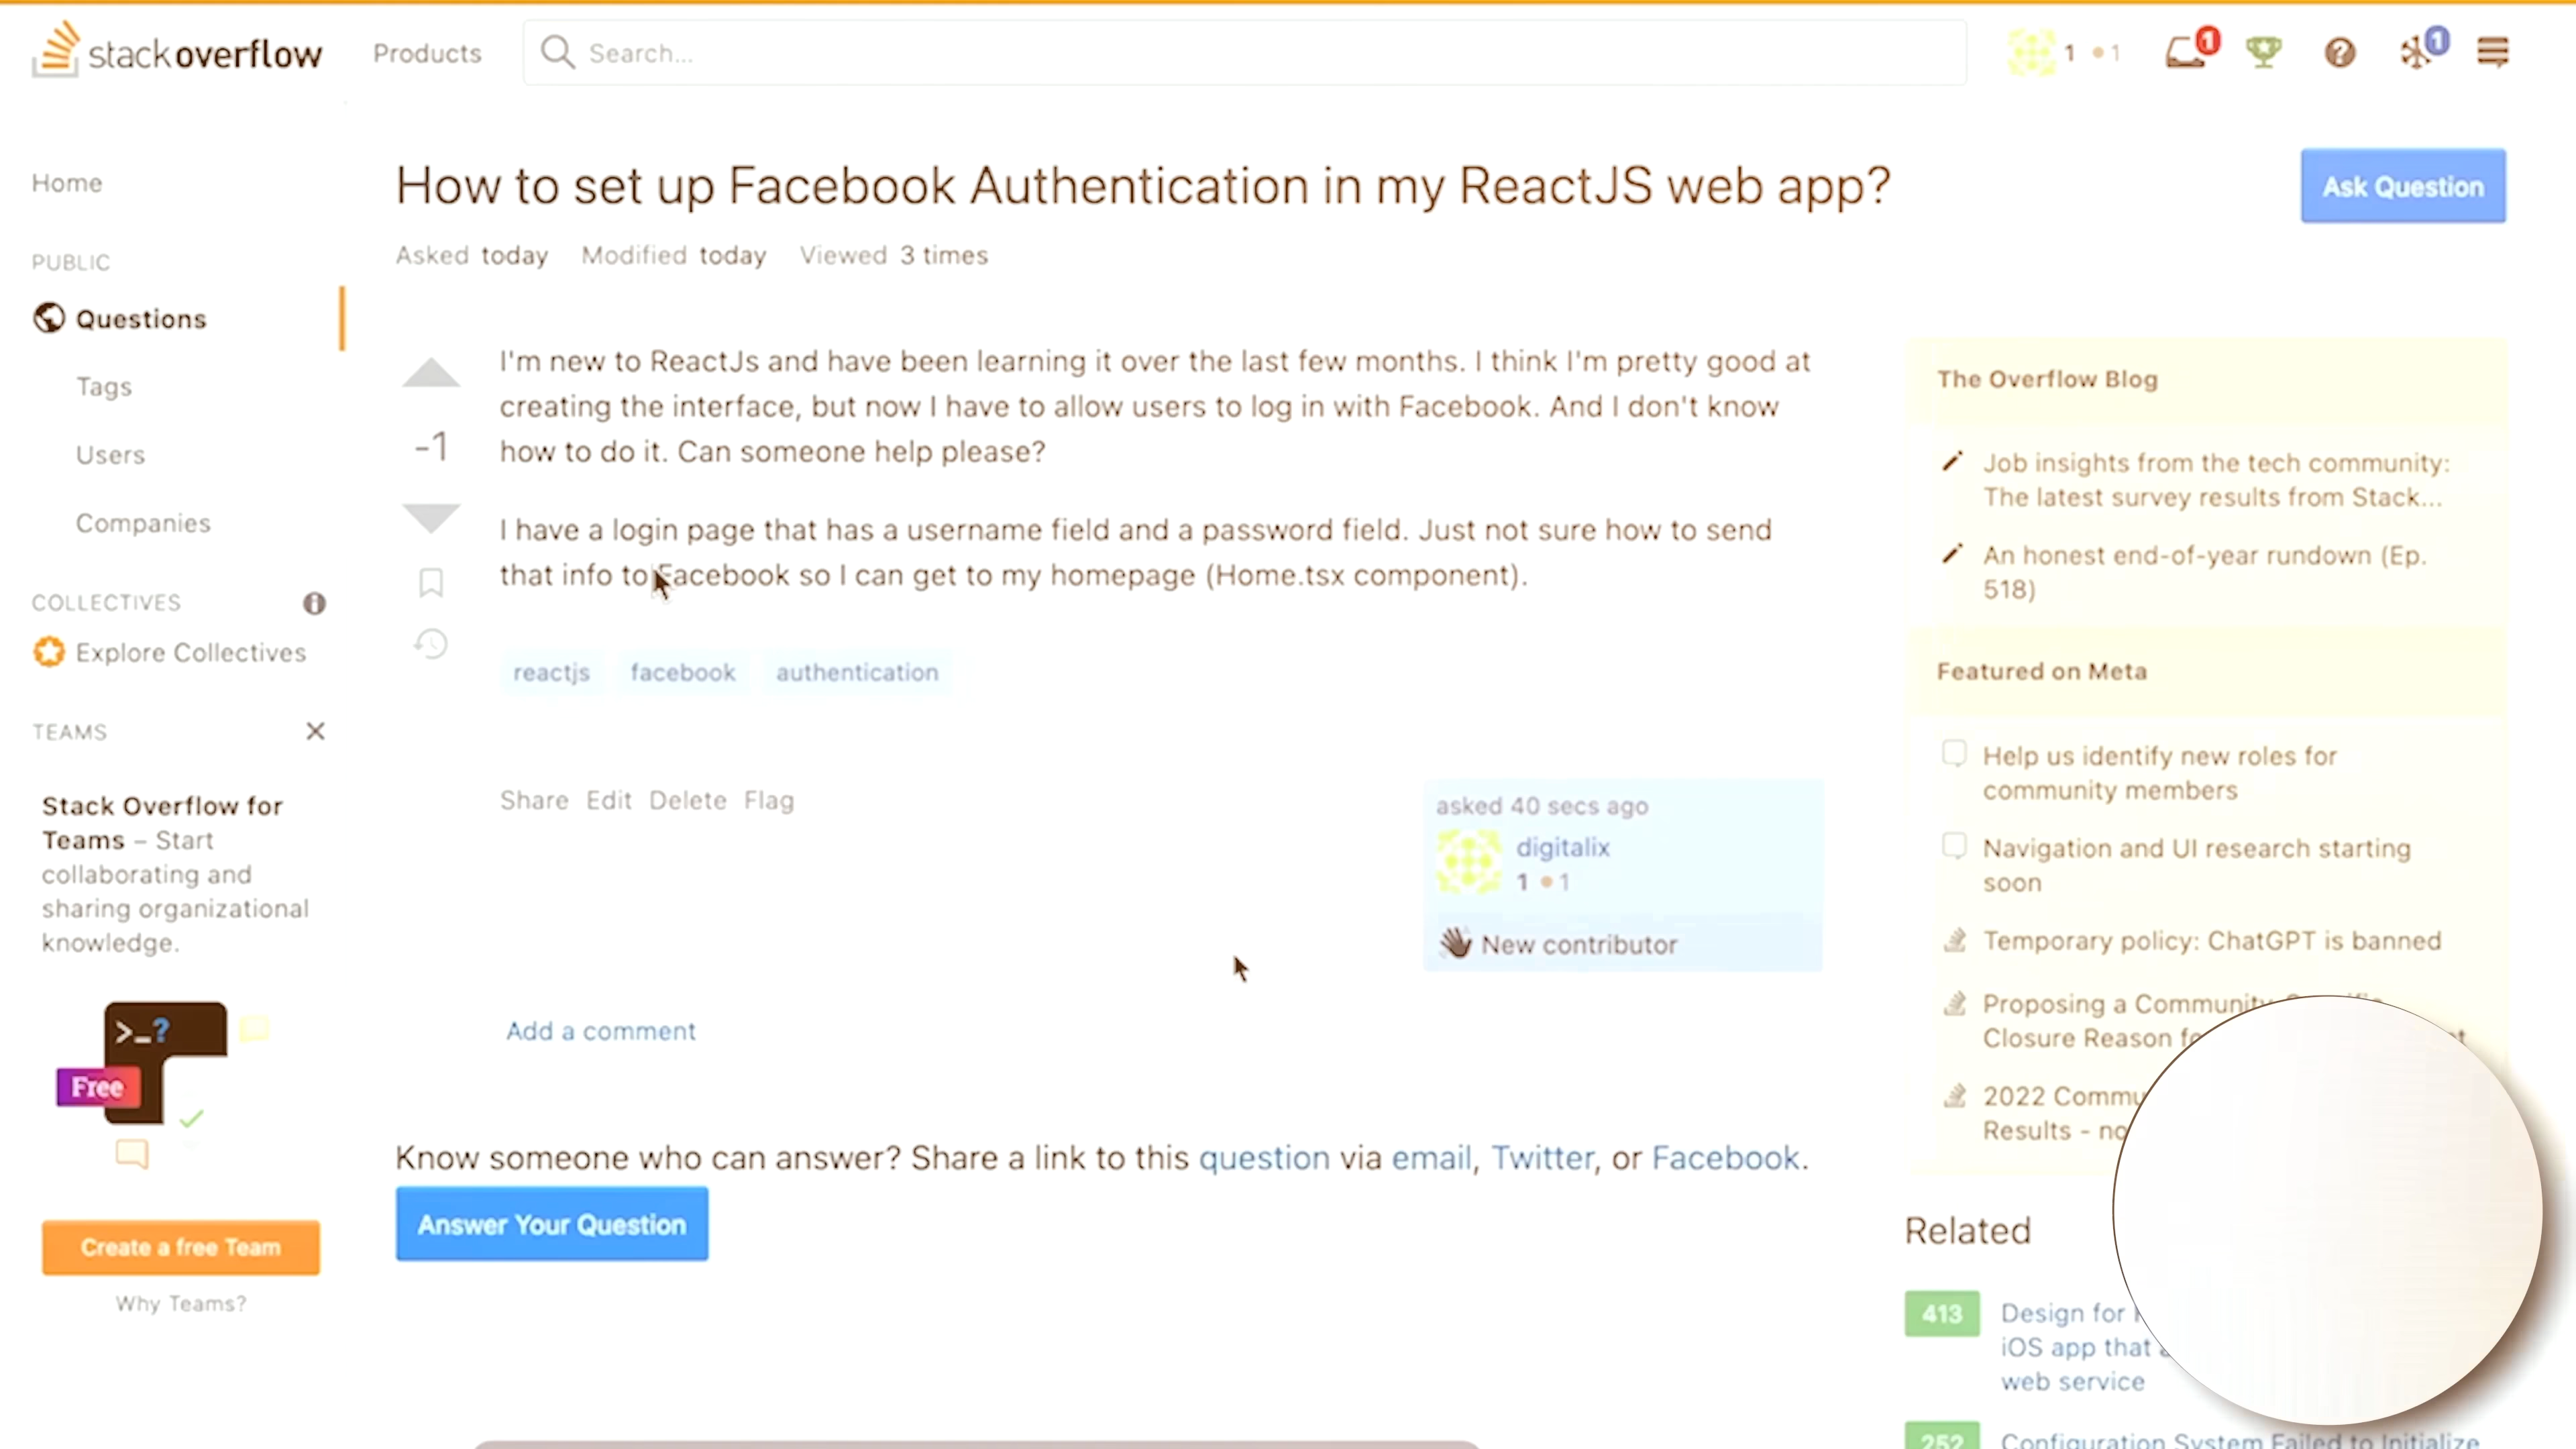 stackoverflow
Products
Search...
1 • 1
1
1
Home
PUBLIC
Questions
Tags
Users
Companies
COLLECTIVES
Explore Collectives
TEAMS
Stack Overflow for
Teams – Start
collaborating and
sharing organizational
knowledge.
>_?
Free
Create a free Team
Why Teams?
How to set up Facebook Authentication in my ReactJS web app?
Ask Question
Asked today Modified today Viewed 3 times
-1
I'm new to ReactJs and have been learning it over the last few months. I think I'm pretty good at
creating the interface, but now I have to allow users to log in with Facebook. And I don't know
how to do it. Can someone help please?
I have a login page that has a username field and a password field. Just not sure how to send
that info to Facebook so I can get to my homepage (Home.tsx component).
reactjs facebook authentication
Share Edit Delete Flag
asked 40 secs ago
digitalix
1 • 1
New contributor
Add a comment
Know someone who can answer? Share a link to this question via email, Twitter, or Facebook.
Answer Your Question
The Overflow Blog
Job insights from the tech community:
The latest survey results from Stack...
An honest end-of-year rundown (Ep.
518)
Featured on Meta
Help us identify new roles for
community members
Navigation and UI research starting
soon
Temporary policy: ChatGPT is banned
Proposing a Community-Specific
Closure Reason
2022
Results -
Related
413
Design for
iOS app that
web service
252
Configuration System Failed to Initialize